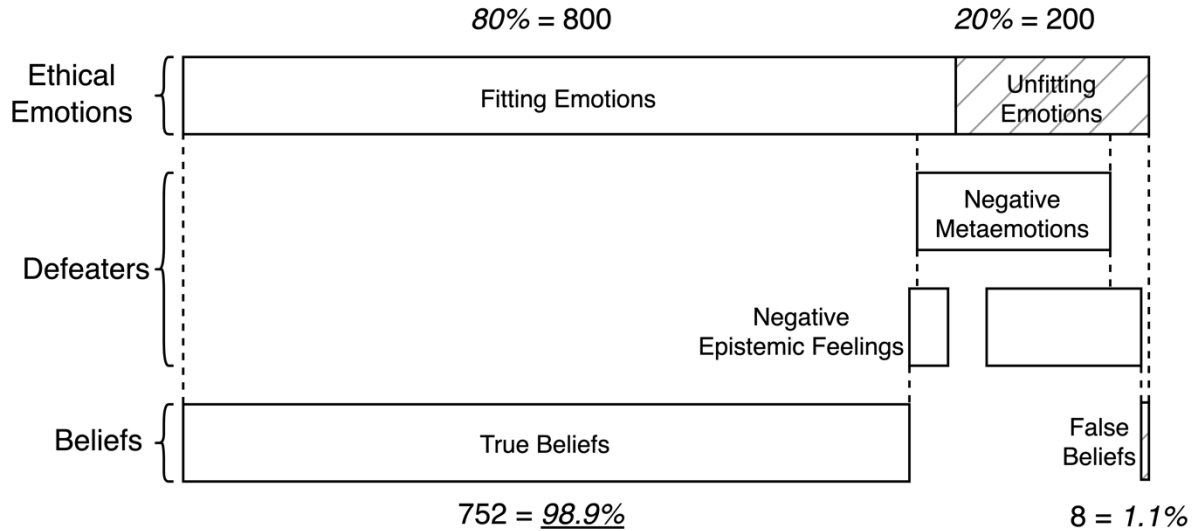 80% = 800
20% = 200
Ethical
Emotions
Fitting Emotions
Unfitting
Emotions
Defeaters
Negative
Metaemotions
Negative
Epistemic Feelings
Beliefs
True Beliefs
False
Beliefs
752 = 98.9%
8 = 1.1%